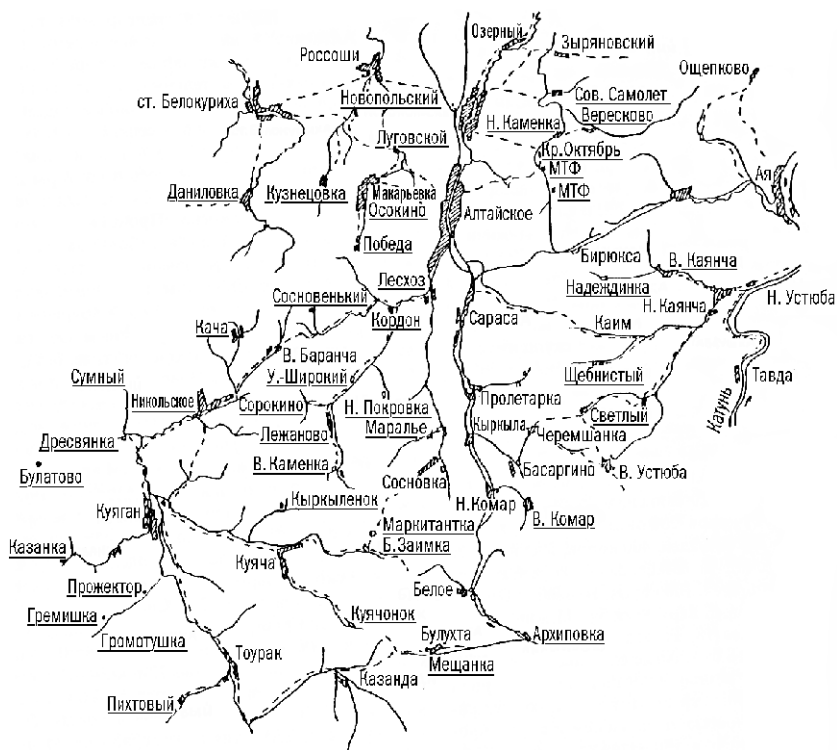 Озерный
Зыряновский
Россоши
Ощепково
ст. Белокуриха
Новопольский
Сов. Самолет
Н. Каменка
Вересково
Луговской
Кр.Октябрь
МТФ
Ая
Даниловка
Кузнецовка
Макарьевка
МТФ
Осокино
Алтайское
Победа
Бирюкса
В. Каянча
Лесхоз
Надеждинка
Сосновенький
Н. Каянча
Н. Устюба
Кордон
Сараса
Каим
Кача
В. Баранча
У.-Широкий
Щебнистый
Тавда
Сумный
Никольское
Сорокино
Н. Покровка
Пролетарка
Светлый
Катунь
Маралье
Кыркыла
Черемшанка
Дресвянка
Лежаново
Булатово
В. Каменка
Басаргино
В. Устюба
Сосновка
Кыркыленок
Н.Комар
Куяган
Маркитантка
В. Комар
Казанка
Б.Заимка
Куяча
Прожектор
Белое
Гремишка
Куячонок
Громотушка
Булухта
Архиповка
Тоурак
Мещанка
Казанда
Пихтовый